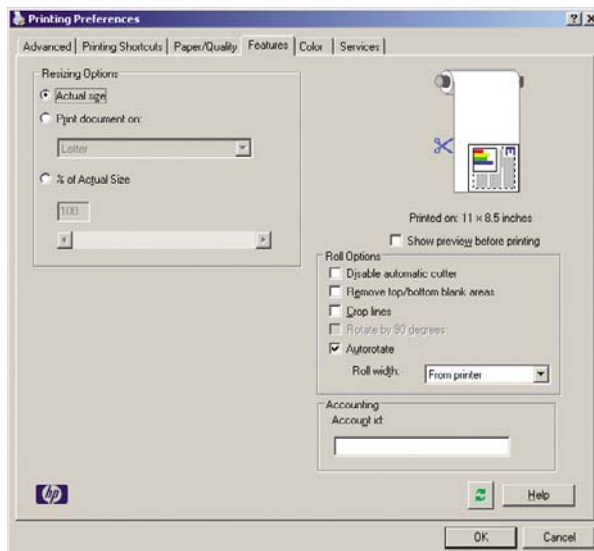 Printing Preferences
Advanced Printing Shortcuts Paper/Quality Features Color Services
Resizing Options
Actual size
Print document on:
Letter
% of Actual Size
100
Printed on: 11 × 8.5 inches
Show preview before printing
Roll Options
Disable automatic cutter
Remove top/bottom blank areas
Crop lines
Rotate by 90 degrees
Autorotate
Roll width: From printer
Accounting
Account id:
hp
Help
OK Cancel